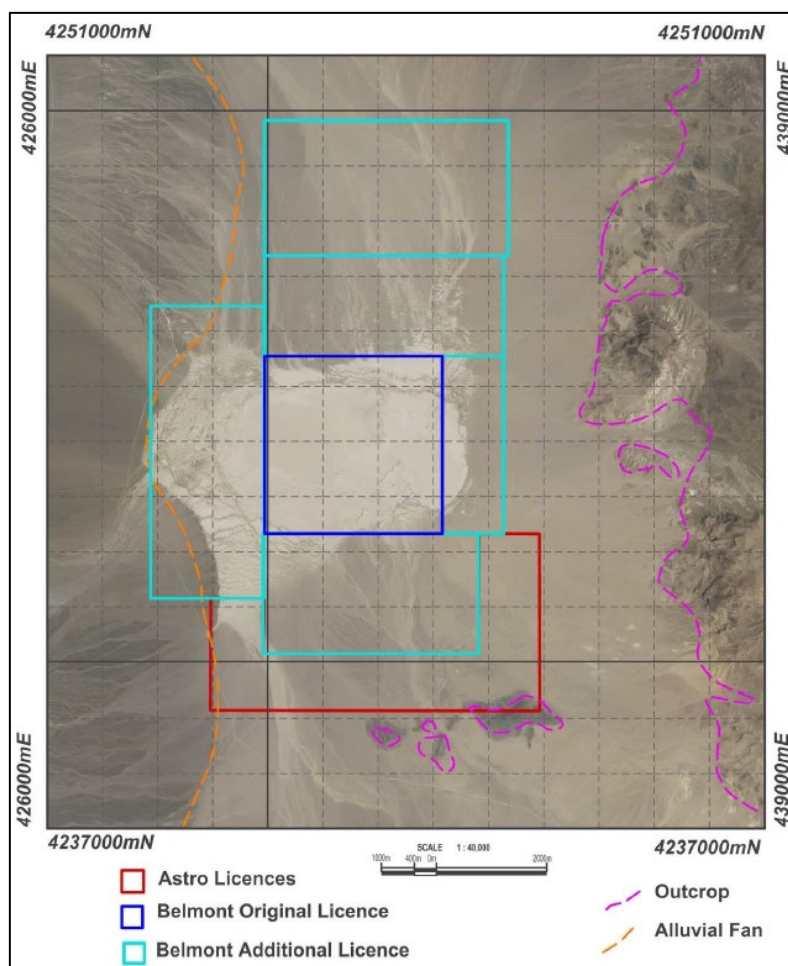 4251000mN 4251000mN
426000mE 439000mE
426000mE 439000mE
4237000mN 4237000mN
SCALE 1 : 40,000
1000m 400m 0m 2000m
Astro Licences
Belmont Original Licence
Belmont Additional Licence
Outcrop
Alluvial Fan